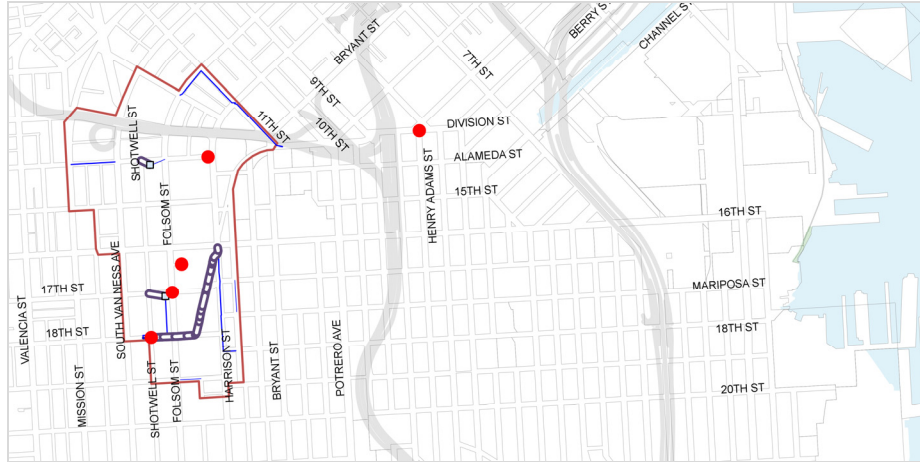 BERRY ST
CHANNEL ST
BRYANT ST
7TH ST
9TH ST
11TH ST
10TH ST
DIVISION ST
SHOTWELL ST
ALAMEDA ST
15TH ST
HENRY ADAMS ST
FOLSOM ST
16TH ST
SOUTH VAN NESS AVE
17TH ST
MARIPOSA ST
VALENCIA ST
18TH ST
18TH ST
MISSION ST
SHOTWELL ST
FOLSOM ST
HARRISON ST
BRYANT ST
POTRERO AVE
20TH ST